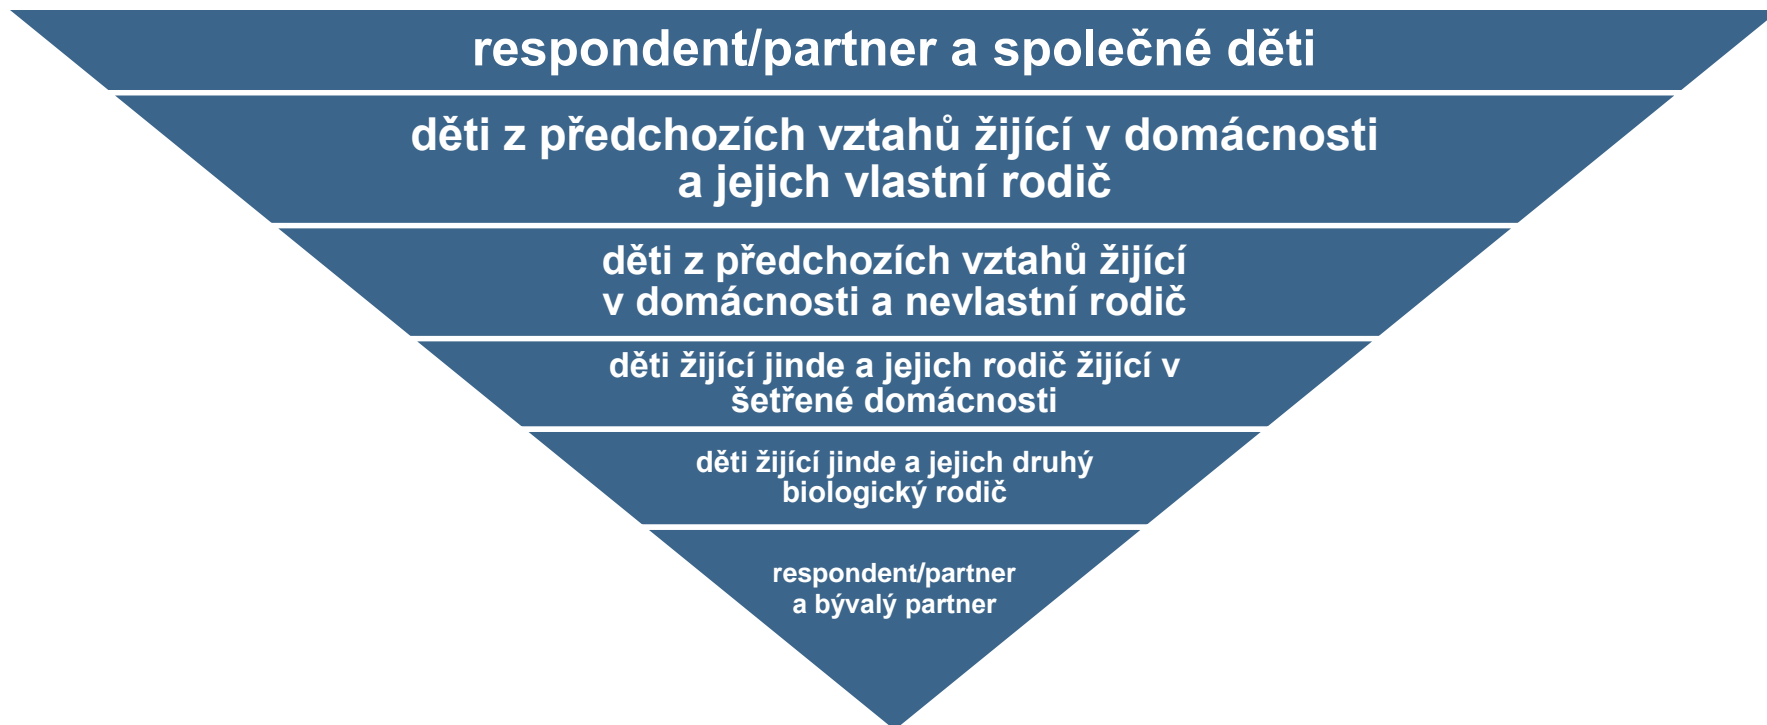 respondent/partner a společné děti
děti z předchozích vztahů žijící v domácnosti
a jejich vlastní rodič
děti z předchozích vztahů žijící
v domácnosti a nevlastní rodič
děti žijící jinde a jejich rodič žijící v
šetřené domácnosti
děti žijící jinde a jejich druhý
biologický rodič
respondent/partner
a bývalý partner